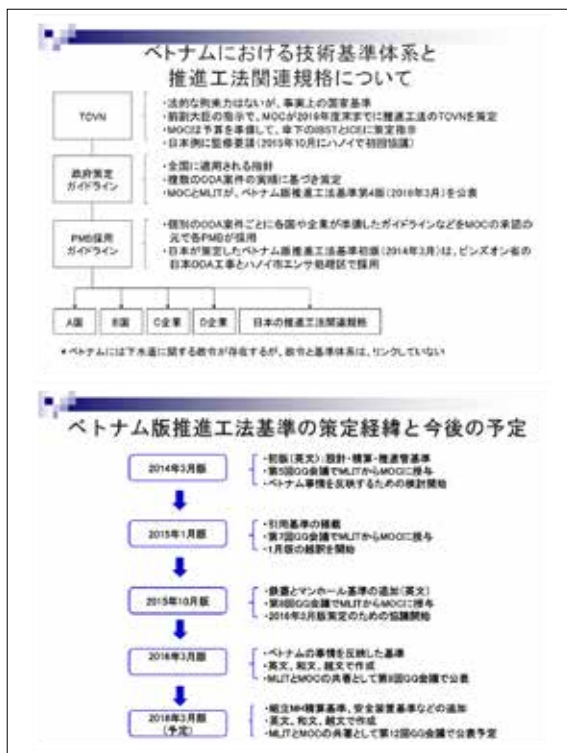 ベトナムにおける技術基準体系と
推進工法関連規格について
TCVN
・法的な拘束力はないが、事実上の国家基準
・前副大臣の指示で、MOCが2018年度末までに推進工法のTCVNを策定
・MOCは予算を準備して、傘下のIBSTとICEに策定指示
・日本側に監修要請(2015年10月にハノイで初回協議)
政府策定
ガイドライン
・全国に適用される指針
・複数のODA案件の実績に基づき策定
・MOCとMLITが、ベトナム版推進工法基準第4版(2016年3月)を公表
PMB採用
ガイドライン
・個別のODA案件ごとに各国や企業が準備したガイドラインなどをMOCの承認の
元で各PMBが採用
・日本が策定したベトナム版推進工法基準初版(2014年3月)は、ビンズオン省の
日本ODA工事とハノイ市エンサ処理区で採用
A国 B国 C企業 D企業 日本の推進工法関連規格
*ベトナムには下水道に関する政令が存在するが、政令と基準体系は、リンクしていない
ベトナム版推進工法基準の策定経緯と今後の予定
2014年3月版
・初版(英文):設計・積算・推進管基準
・第5回GG会議でMLITからMOCに授与
・ベトナム事情を反映するための検討開始
2015年1月版
・引用基準の搭載
・第7回GG会議でMLITからMOCに授与
・1月版の越訳を開始
2015年10月版
・鉄蓋とマンホール基準の追加(英文)
・第8回GG会議でMLITからMOCに授与
・2016年3月版策定のための協議開始
2016年3月版
・ベトナムの事情を反映した基準
・英文、和文、越文で作成
・MLITとMOCの共著として第9回GG会議で公表
2018年3月版
(予定)
・組立MH積算基準、安全装置基準などの追加
・英文、和文、越文で作成
・MLITとMOCの共著として第12回GG会議で公表予定